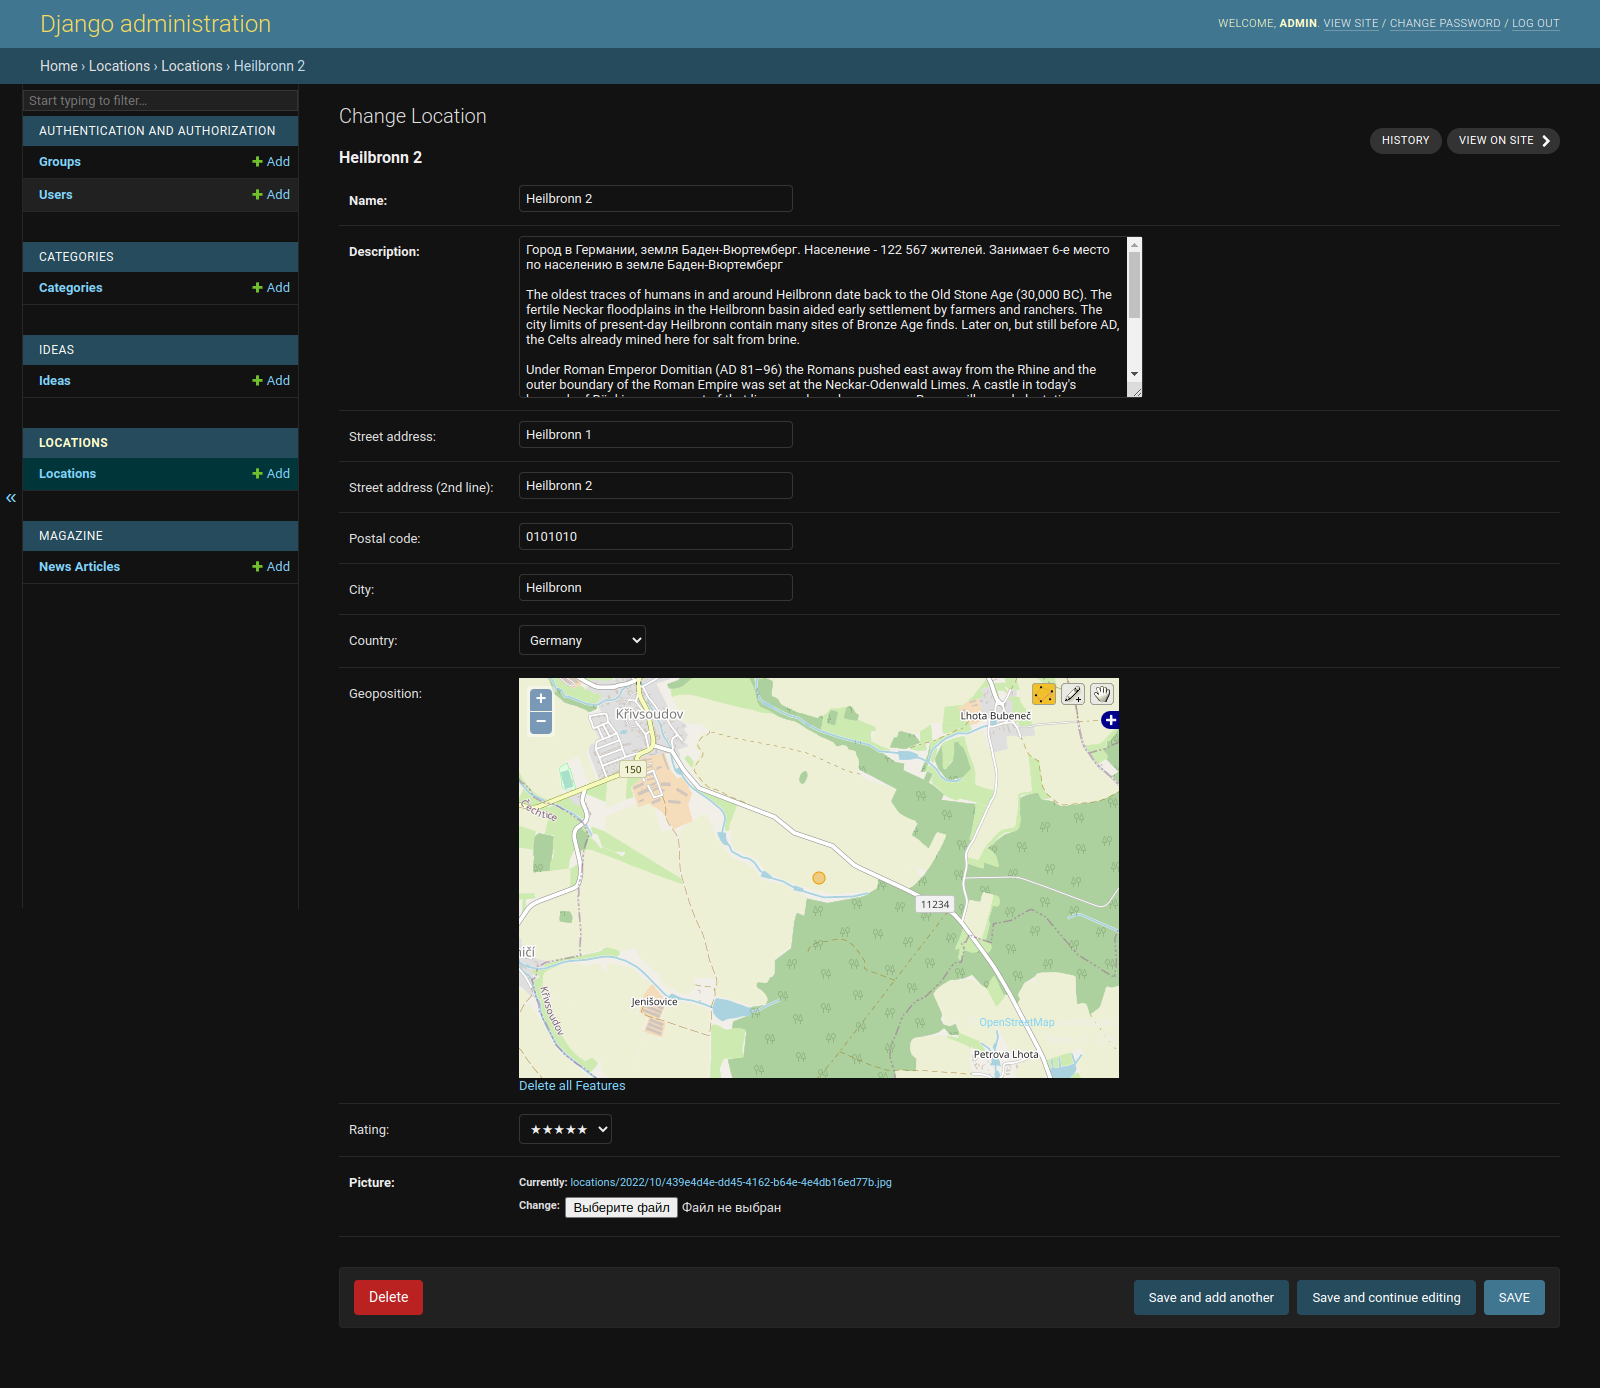 Django administration
WELCOME, ADMIN. VIEW SITE / CHANGE PASSWORD / LOG OUT
Home › Locations › Locations › Heilbronn 2
Start typing to filter...
AUTHENTICATION AND AUTHORIZATION
Groups Add
Users Add
CATEGORIES
Categories Add
IDEAS
Ideas Add
LOCATIONS
Locations Add
«
MAGAZINE
News Articles Add
Change Location
HISTORY VIEW ON SITE
Heilbronn 2
Name: Heilbronn 2
Description:
Город в Германии, земля Баден-Вюртемберг. Население - 122 567 жителей. Занимает 6-е место
по населению в земле Баден-Вюртемберг
The oldest traces of humans in and around Heilbronn date back to the Old Stone Age (30,000 BC). The
fertile Neckar floodplains in the Heilbronn basin aided early settlement by farmers and ranchers. The
city limits of present-day Heilbronn contain many sites of Bronze Age finds. Later on, but still before AD,
the Celts already mined here for salt from brine.
Under Roman Emperor Domitian (AD 81–96) the Romans pushed east away from the Rhine and the
outer boundary of the Roman Empire was set at the Neckar-Odenwald Limes. A castle in today's
Street address: Heilbronn 1
Street address (2nd line): Heilbronn 2
Postal code: 0101010
City: Heilbronn
Country: Germany
Geoposition:
+
−
Křivsoudov
Lhota Bubeneč
+
150
Čechtice
11234
ničí
Křivsoudov
Jenišovice
OpenStreetMap
Petrova Lhota
Delete all Features
Rating: ★★★★★
Picture: Currently: locations/2022/10/439e4d4e-dd45-4162-b64e-4e4db16ed77b.jpg
Change: Выберите файл Файл не выбран
Delete Save and add another Save and continue editing SAVE